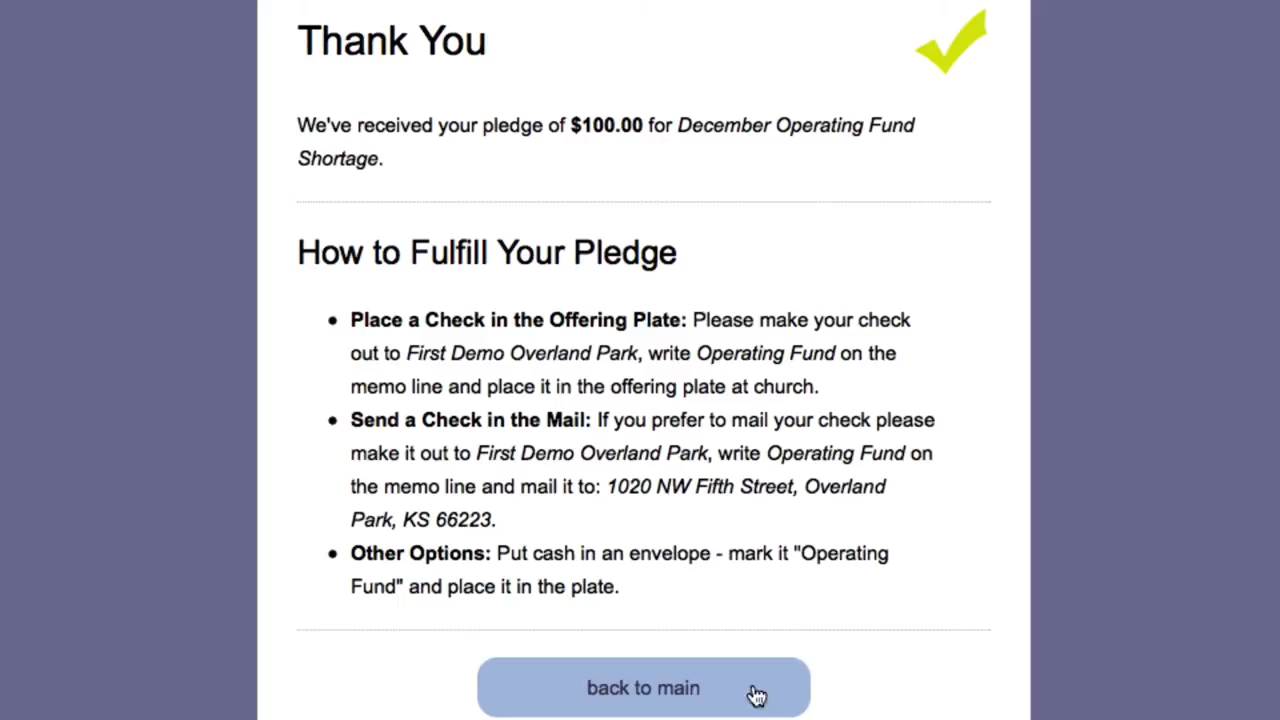 Thank You
We've received your pledge of $100.00 for December Operating Fund
Shortage.
How to Fulfill Your Pledge
• Place a Check in the Offering Plate: Please make your check
out to First Demo Overland Park, write Operating Fund on the
memo line and place it in the offering plate at church.
• Send a Check in the Mail: If you prefer to mail your check please
make it out to First Demo Overland Park, write Operating Fund on
the memo line and mail it to: 1020 NW Fifth Street, Overland
Park, KS 66223.
• Other Options: Put cash in an envelope - mark it "Operating
Fund" and place it in the plate.
back to main